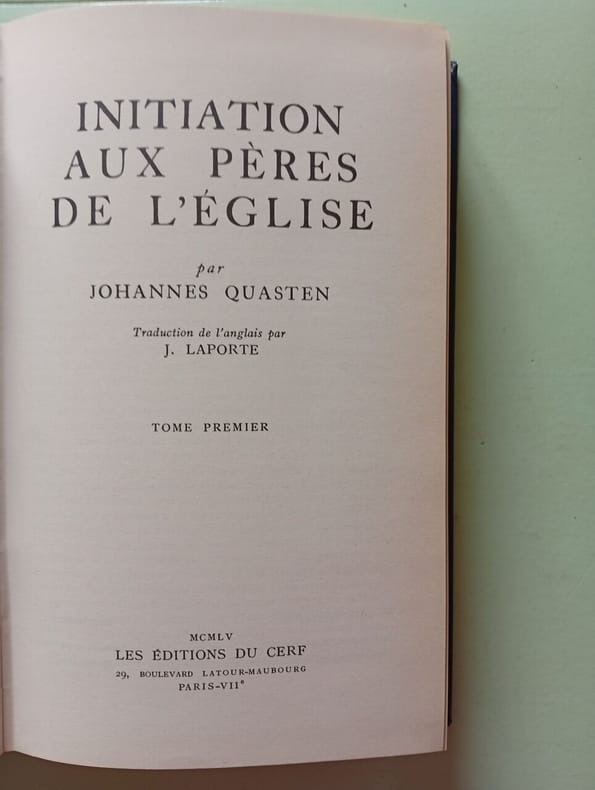 INITIATION
AUX PÈRES
DE L'ÉGLISE
par
JOHANNES QUASTEN
Traduction de l'anglais par
J. LAPORTE
TOME PREMIER
MCMLV
LES ÉDITIONS DU CERF
29, BOULEVARD LATOUR-MAUBOURG
PARIS-VIIe